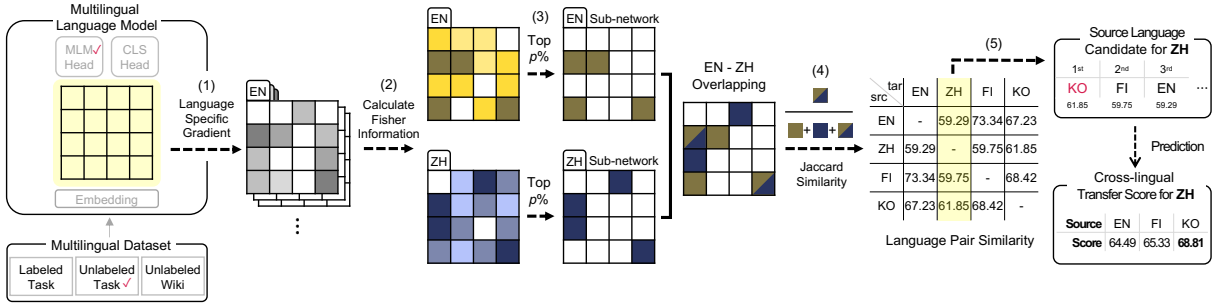 Multilingual
Language Model
MLM✓
Head
CLS
Head
Embedding
Multilingual Dataset
Labeled
Task
Unlabeled
Task ✓
Unlabeled
Wiki
(1)
Language
Specific
Gradient
EN
⋮
(2)
Calculate
Fisher
Information
EN
ZH
(3)
Top
p%
Top
p%
EN Sub-network
ZH Sub-network
EN - ZH
Overlapping
(4)
+ +
Jaccard
Similarity
tar
src
EN ZH FI KO
EN - 59.29 73.34 67.23
ZH 59.29 - 59.75 61.85
FI 73.34 59.75 - 68.42
KO 67.23 61.85 68.42 -
Language Pair Similarity
(5)
Source Language
Candidate for ZH
1st 2nd 3rd
KO FI EN ...
61.85 59.75 59.29
Prediction
Cross-lingual
Transfer Score for ZH
Source EN FI KO
Score 64.49 65.33 68.81